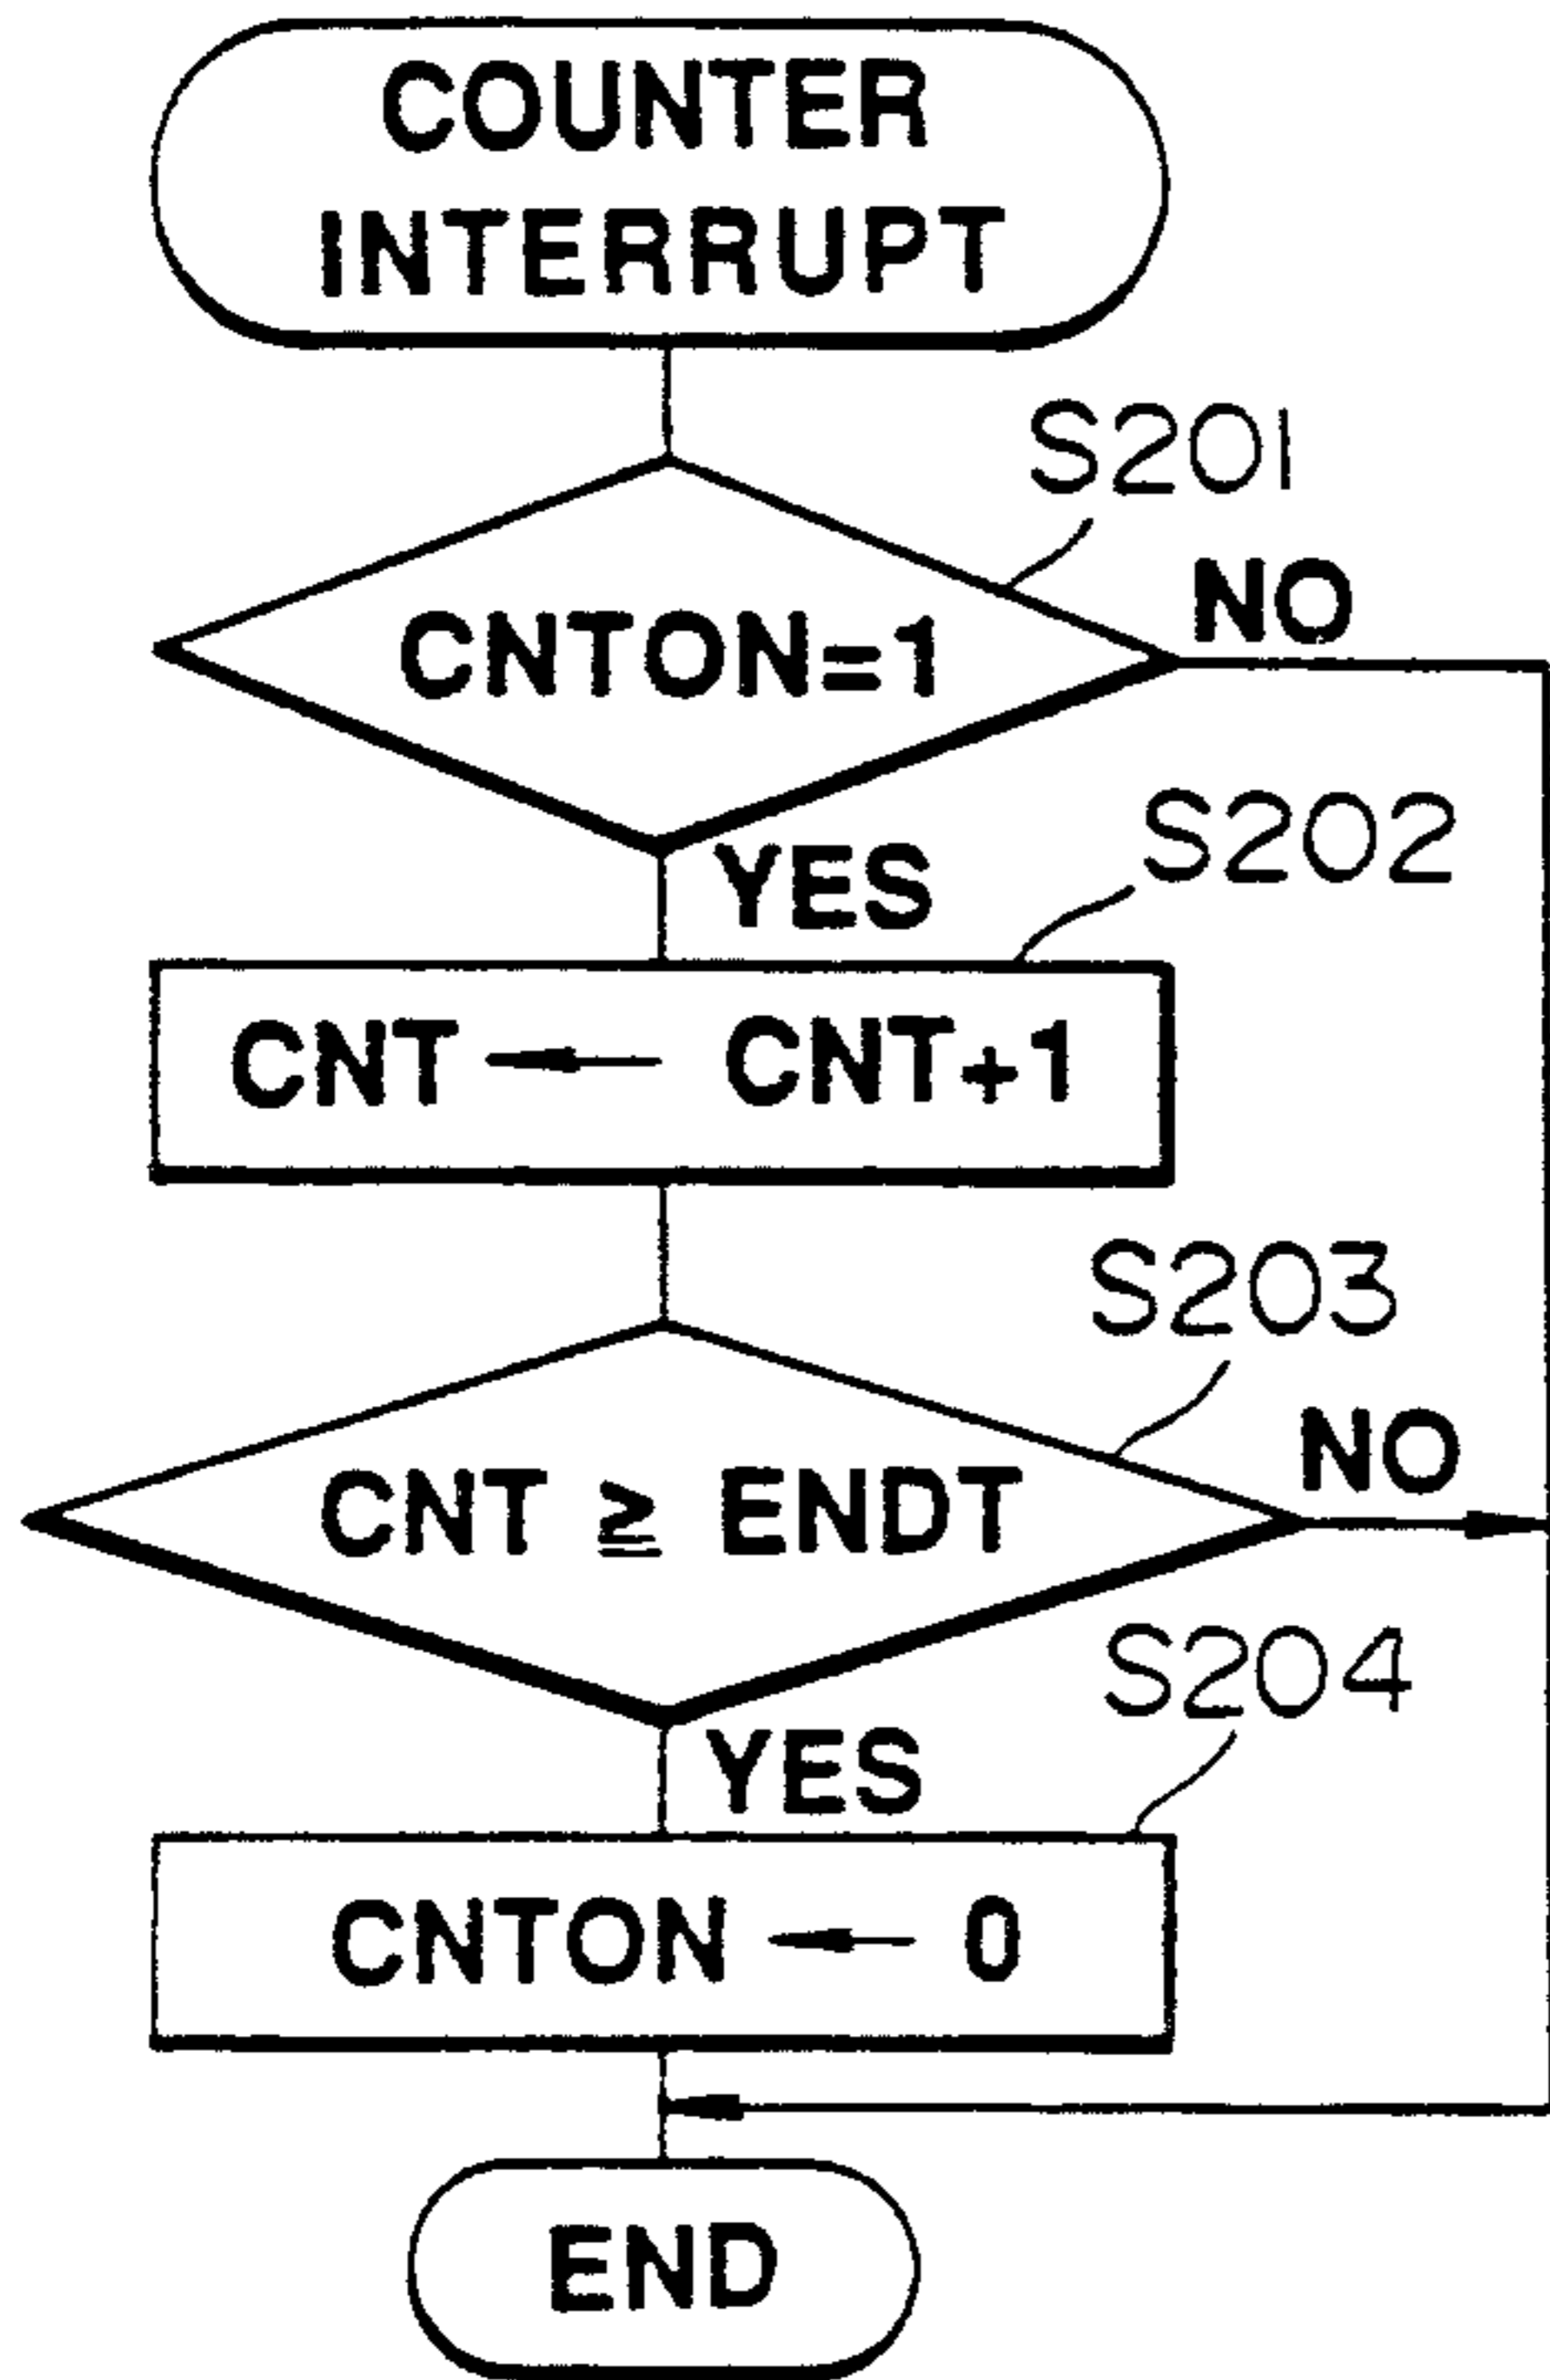 COUNTER
INTERRUPT
S201
CNTON=1
NO
YES
S202
CNT ← CNT+1
S203
CNT ≧ ENDT
NO
YES
S204
CNTON ← 0
END